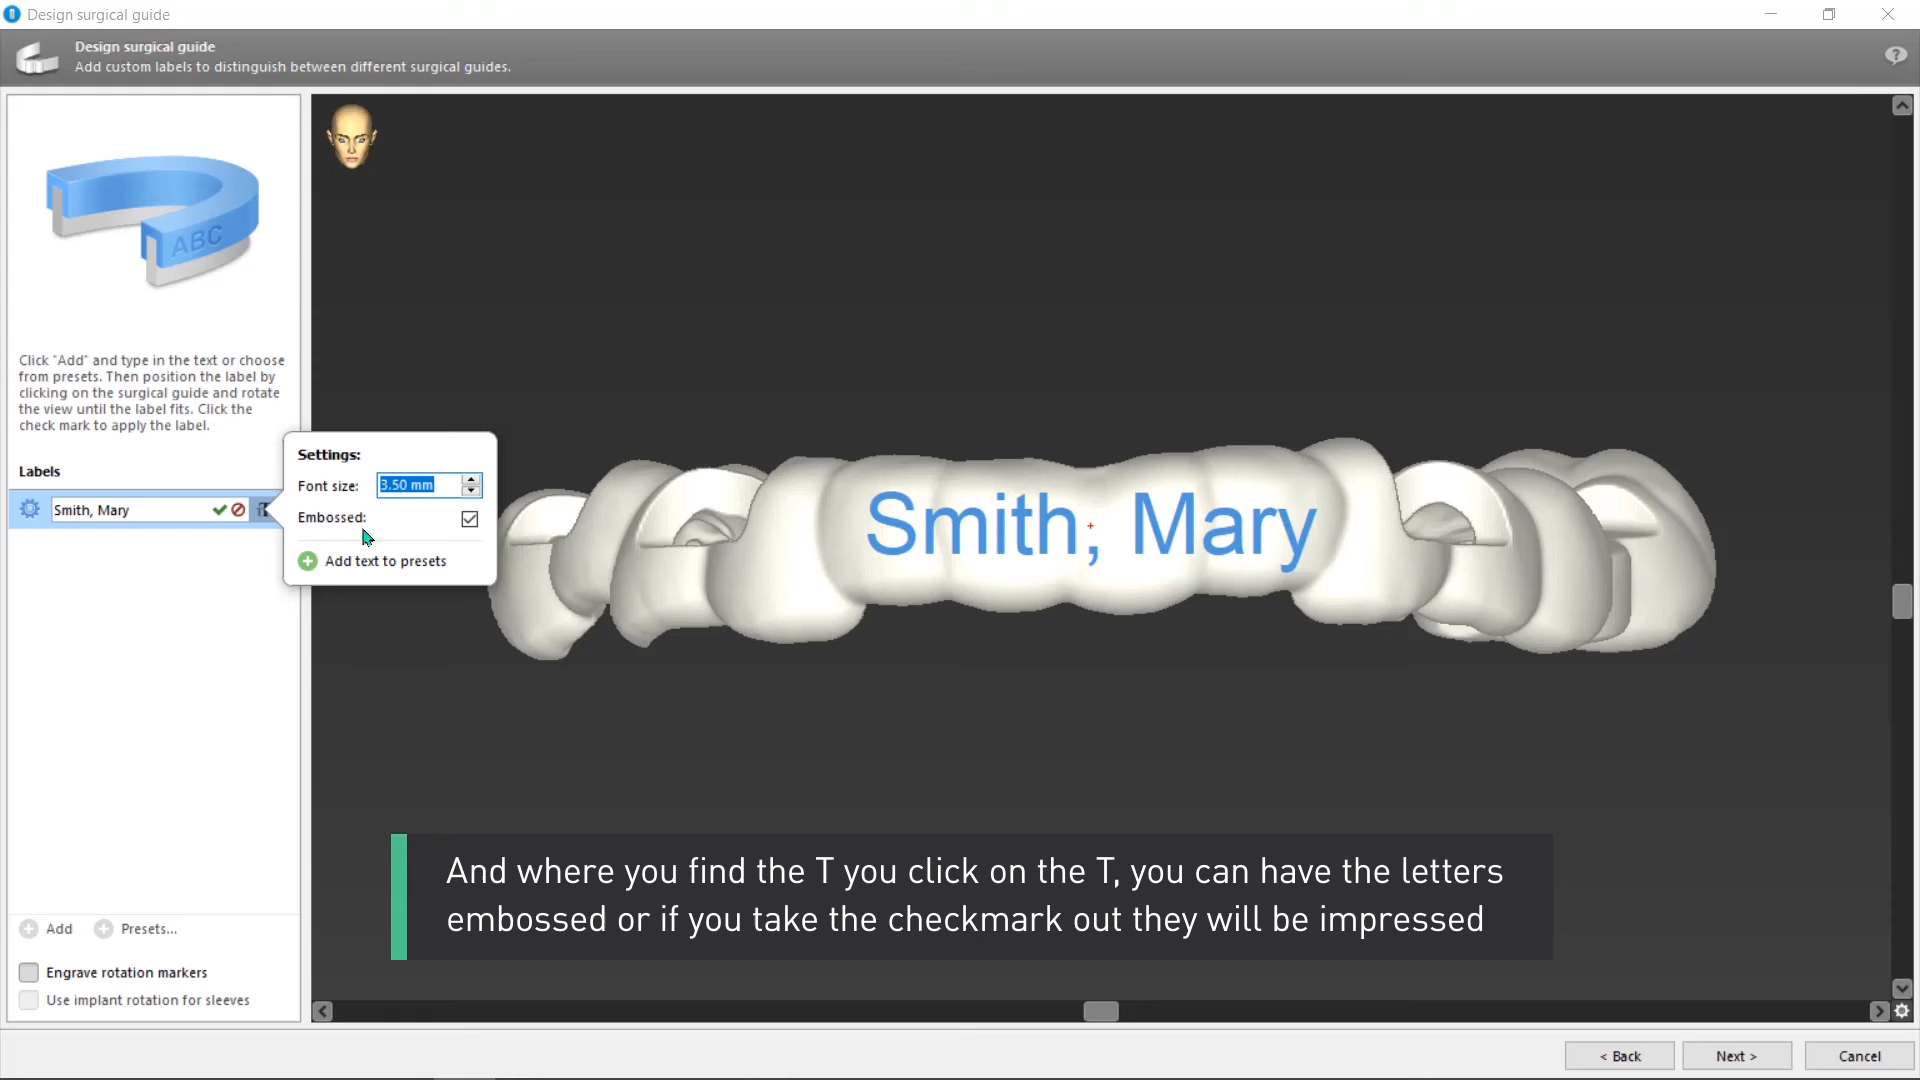 Design surgical guide
Design surgical guide
Add custom labels to distinguish between different surgical guides.
ABC
Click "Add" and type in the text or choose
from presets. Then position the label by
clicking on the surgical guide and rotate
the view until the label fits. Click the
check mark to apply the label.
Labels
Smith, Mary
T
Settings:
Font size: 3.50 mm
Embossed:
Add text to presets
Smith, Mary
And where you find the T you click on the T, you can have the letters
embossed or if you take the checkmark out they will be impressed
Add Presets...
Engrave rotation markers
Use implant rotation for sleeves
< Back Next > Cancel